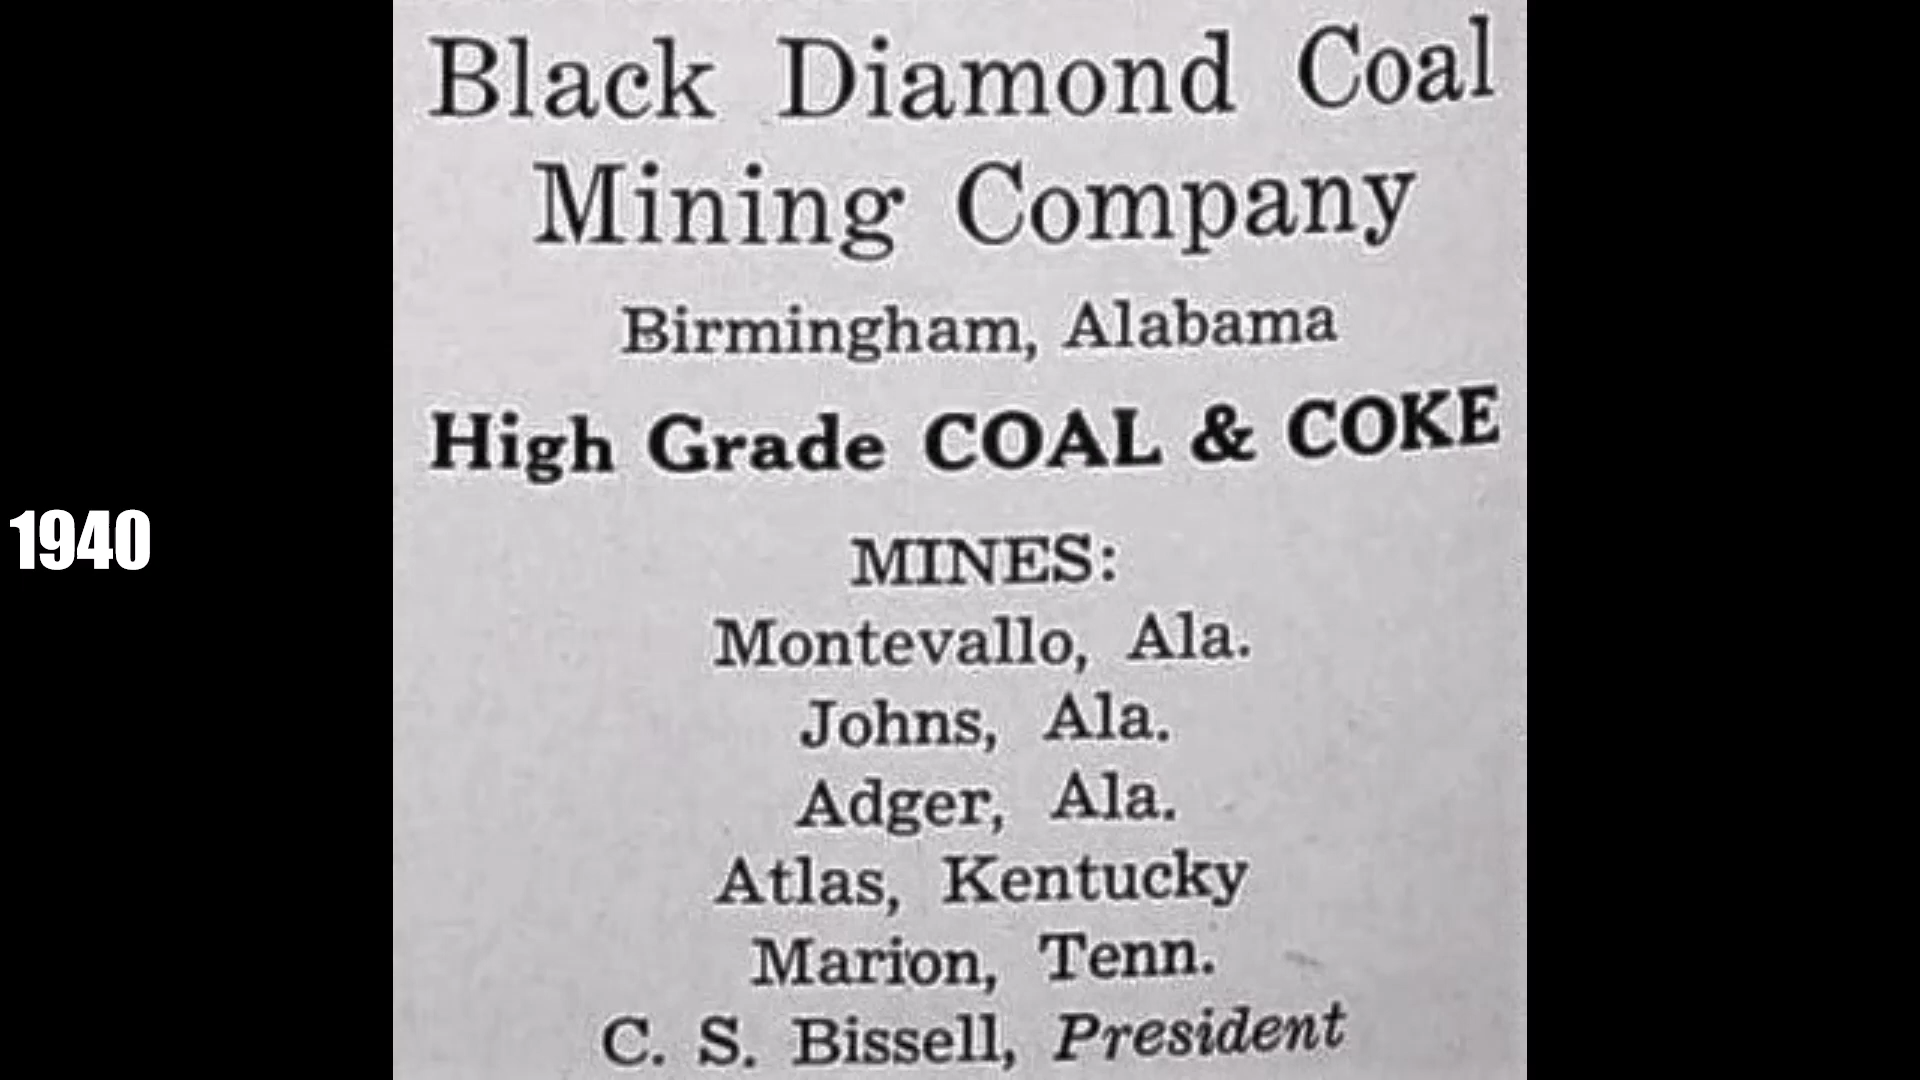 Black Diamond Coal
Mining Company
Birmingham, Alabama
High Grade COAL & COKE
1940
MINES:
Montevallo, Ala.
Johns, Ala.
Adger, Ala.
Atlas, Kentucky
Marion, Tenn.
C. S. Bissell, President